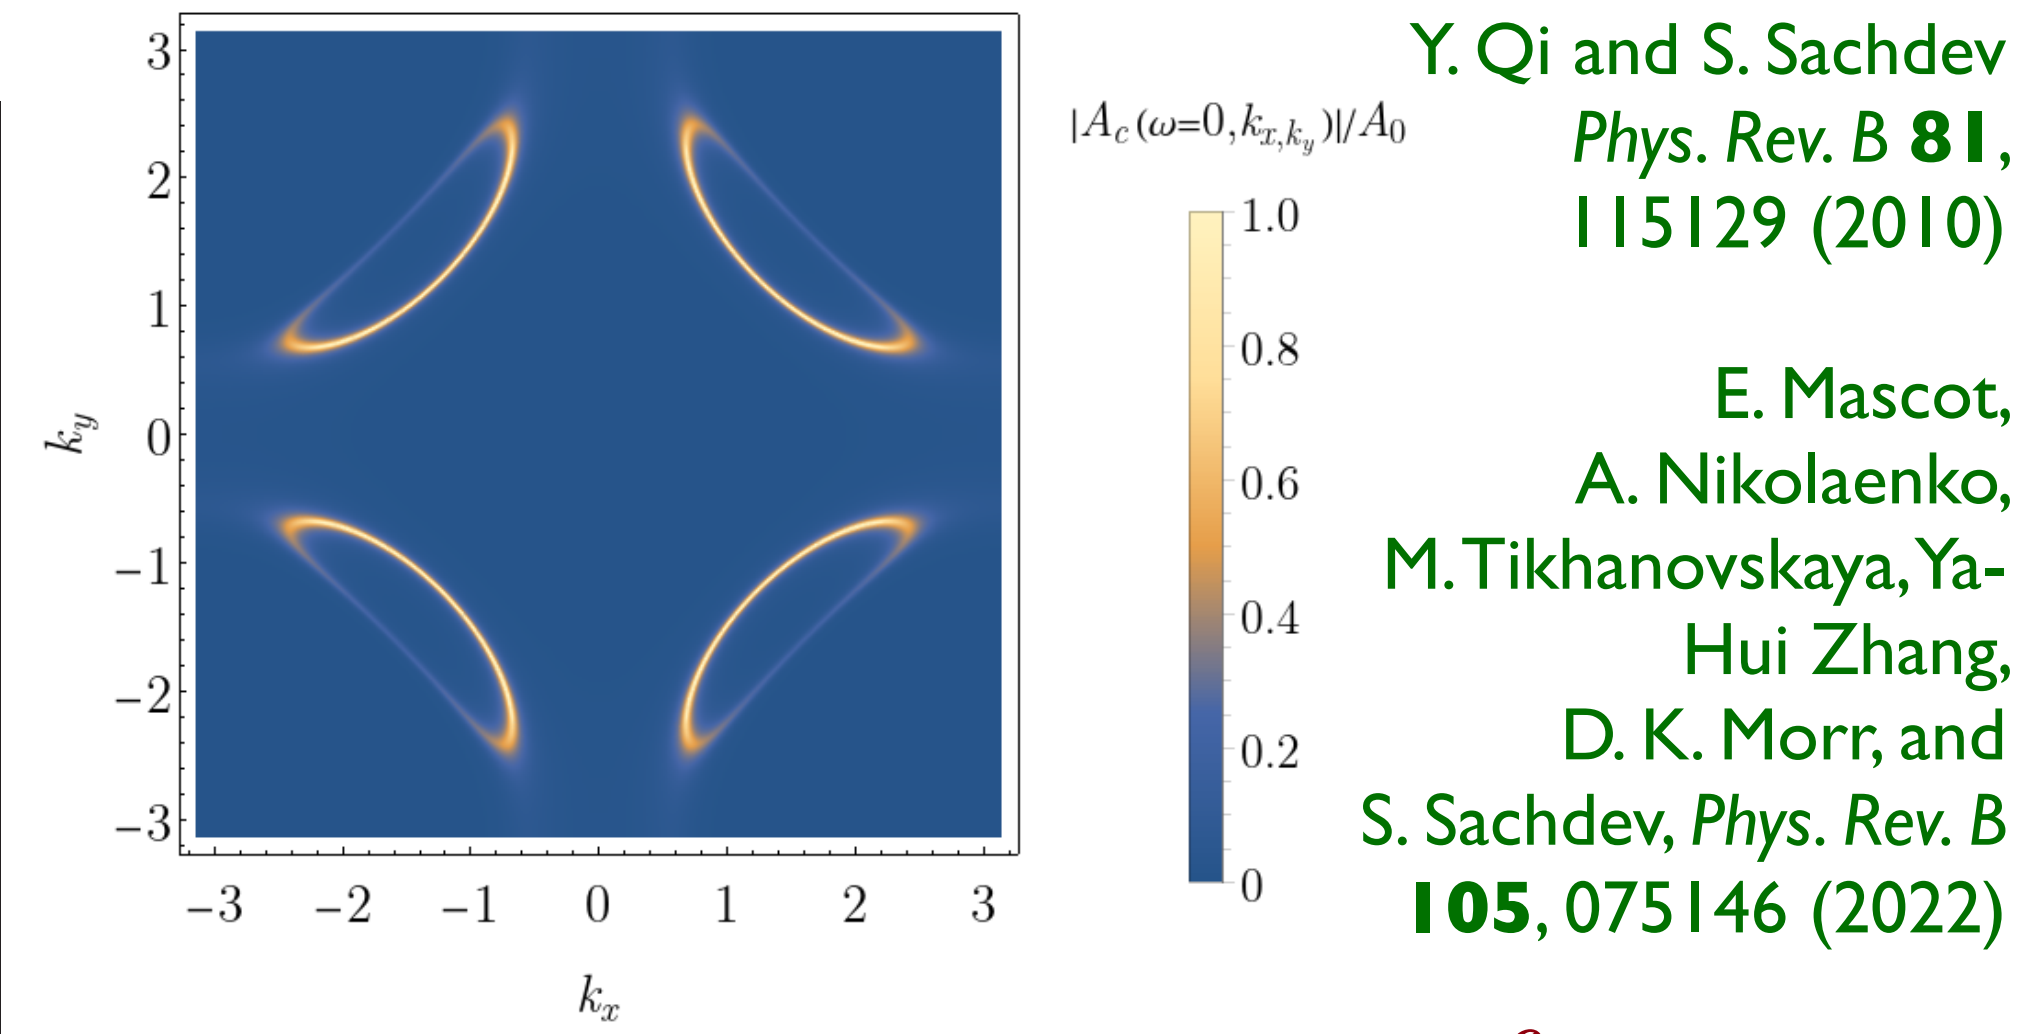 3
2
1
0
−1
−2
−3
k_y
−3 −2 −1 0 1 2 3
k_x
|A_c(ω=0,k_{x,k_y})|/A_0
1.0
0.8
0.6
0.4
0.2
0
Y. Qi and S. Sachdev
Phys. Rev. B 81,
115129 (2010)
E. Mascot,
A. Nikolaenko,
M. Tikhanovskaya, Ya-
Hui Zhang,
D. K. Morr, and
S. Sachdev, Phys. Rev. B
105, 075146 (2022)